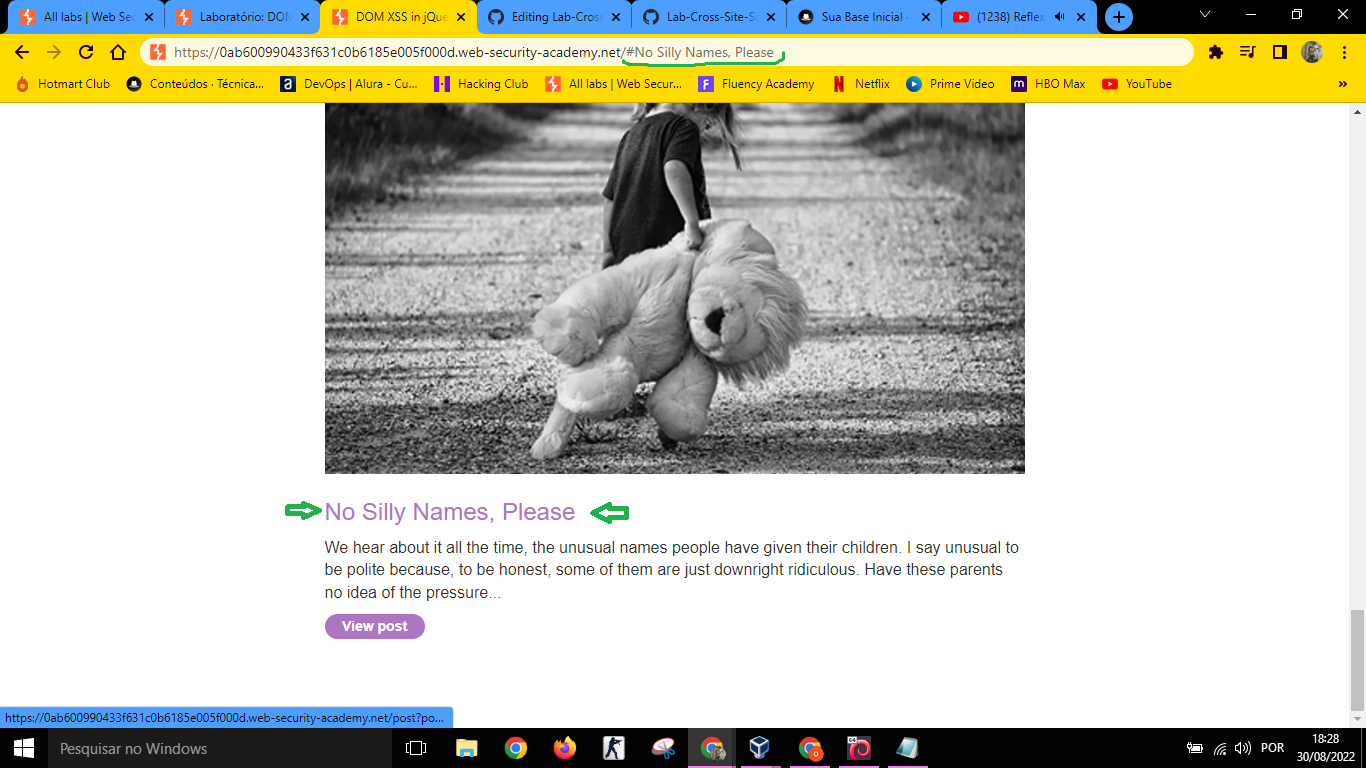 All labs | Web Sec
Laboratório: DOM
DOM XSS in jQue
Editing Lab-Cross
Lab-Cross-Site-Sc
Sua Base Inicial -
(1238) Reflex
https://0ab600990433f631c0b6185e005f000d.web-security-academy.net/#No Silly Names, Please
Hotmart Club
Conteúdos · Técnica...
DevOps | Alura - Cu...
Hacking Club
All labs | Web Secur...
Fluency Academy
Netflix
Prime Video
HBO Max
YouTube
»
No Silly Names, Please
We hear about it all the time, the unusual names people have given their children. I say unusual to
be polite because, to be honest, some of them are just downright ridiculous. Have these parents
no idea of the pressure...
View post
https://0ab600990433f631c0b6185e005f000d.web-security-academy.net/post?po...
Pesquisar no Windows
POR
18:28
30/08/2022